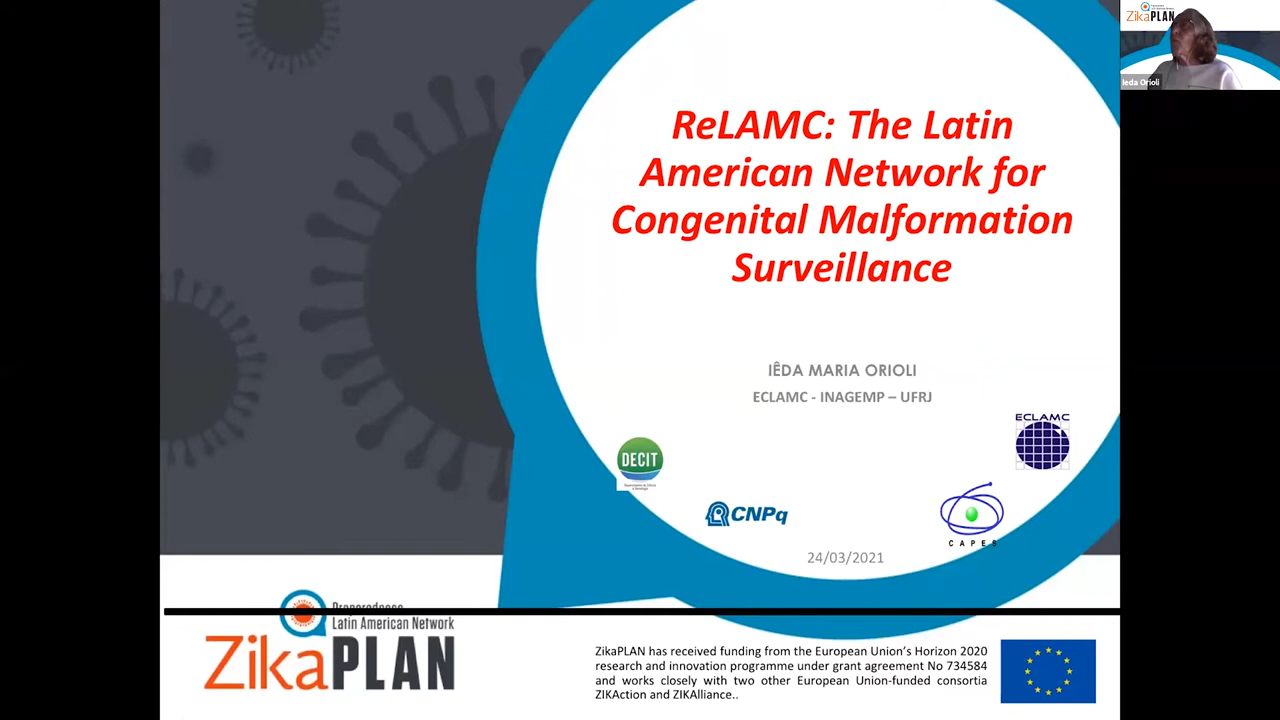 ReLAMC: The Latin
American Network for
Congenital Malformation
Surveillance
IÊDA MARIA ORIOLI
ECLAMC - INAGEMP – UFRJ
ECLAMC
DECIT
CNPq
CAPES
24/03/2021
Preparedness
Latin American Network
ZikaPLAN
ZikaPLAN has received funding from the European Union's Horizon 2020
research and innovation programme under grant agreement No 734584
and works closely with two other European Union-funded consortia
ZIKAction and ZIKAlliance..
ZikaPLAN
Ieda Orioli